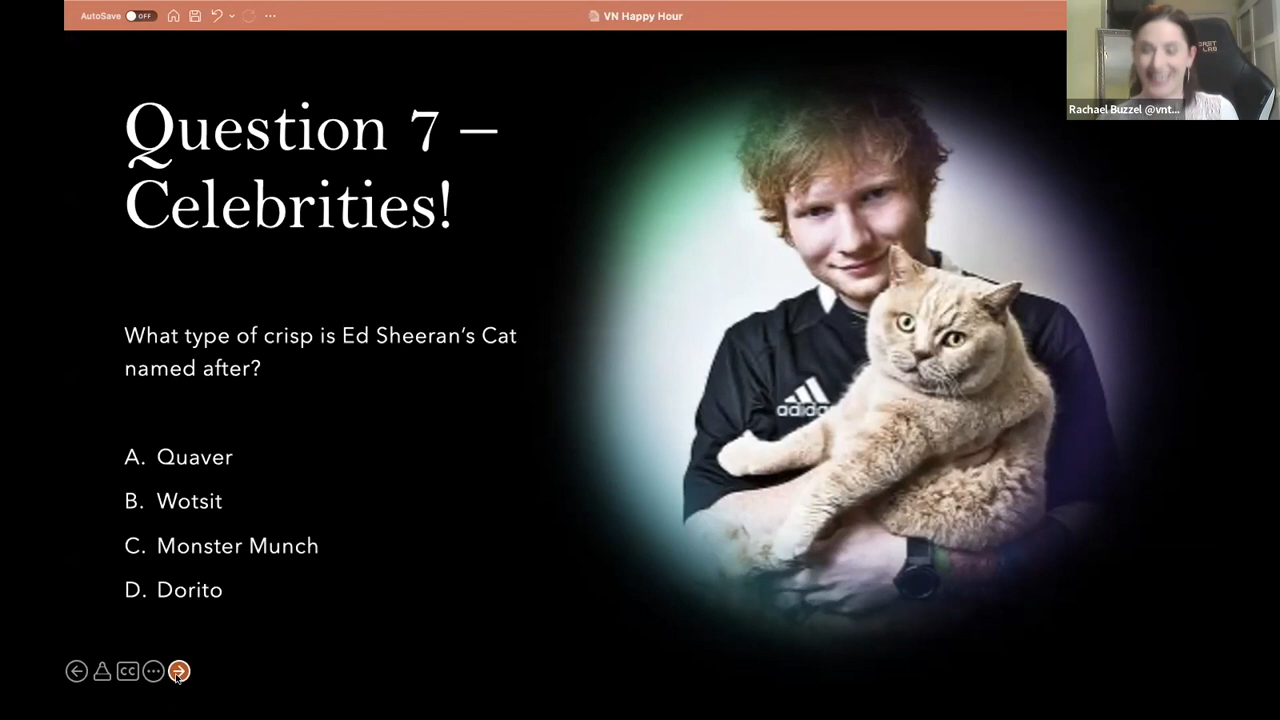 AutoSave OFF
VN Happy Hour
Rachael Buzzel @vnt...
Question 7 –
Celebrities!
What type of crisp is Ed Sheeran's Cat
named after?
A. Quaver
B. Wotsit
C. Monster Munch
D. Dorito
adidas
CC